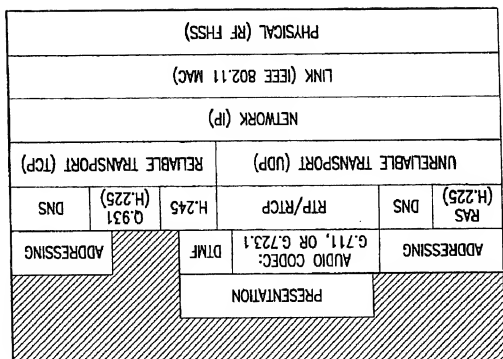 PRESENTATION
ADDRESSING
AUDIO CODEC:
G.711, OR G.723.1
DTMF
ADDRESSING
RAS
(H.225)
DNS
RTP/RTCP
H.245
Q.931
(H.225)
DNS
UNRELIABLE TRANSPORT (UDP)
RELIABLE TRANSPORT (TCP)
NETWORK (IP)
LINK (IEEE 802.11 MAC)
PHYSICAL (RF FHSS)